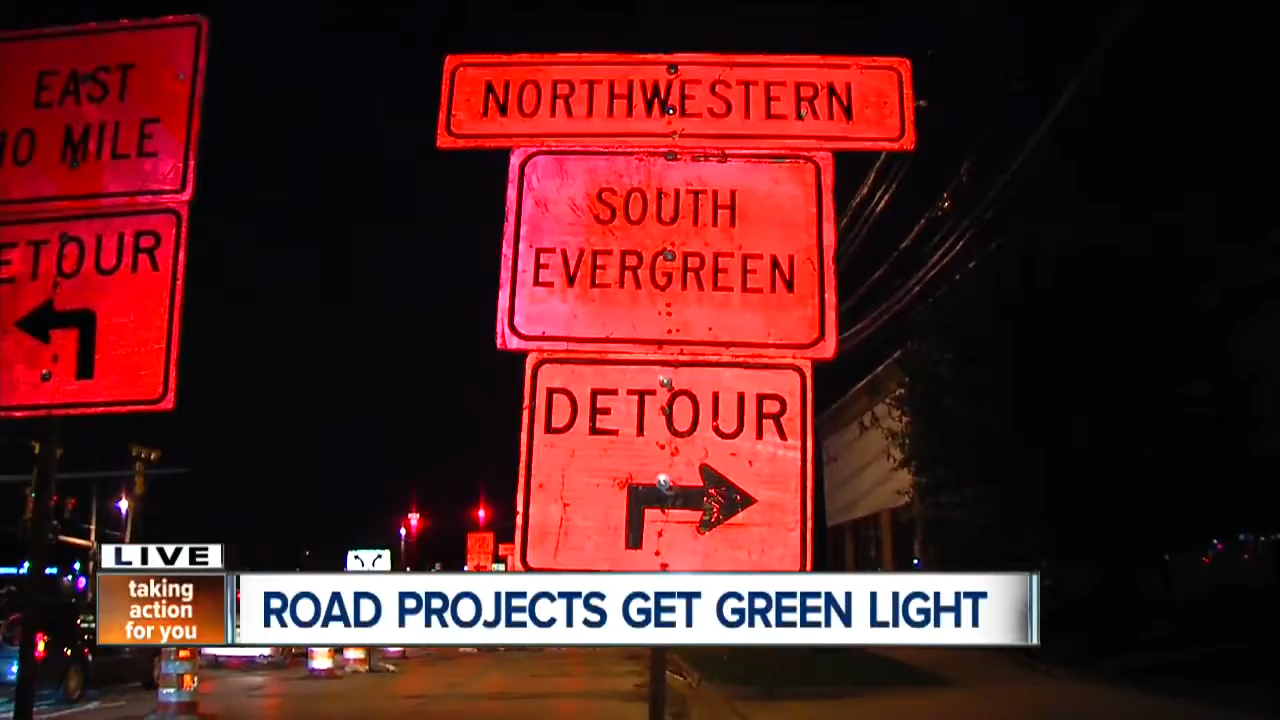 EAST
10 MILE
DETOUR
NORTHWESTERN
SOUTH
EVERGREEN
DETOUR
LIVE
taking
action
for you
ROAD PROJECTS GET GREEN LIGHT